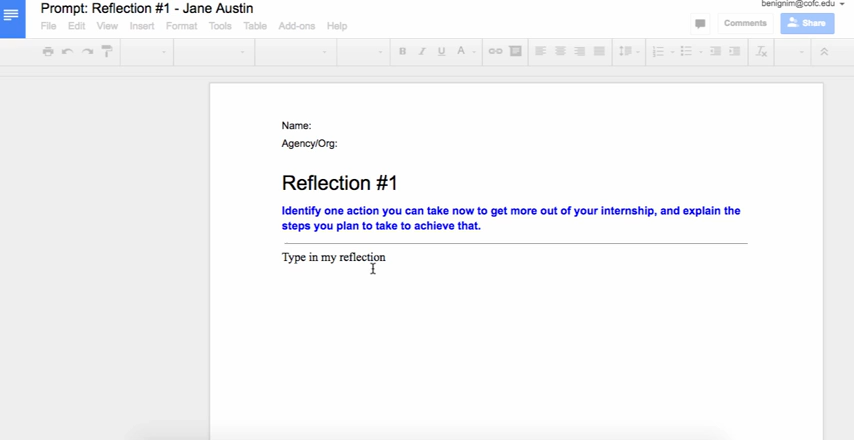 Prompt: Reflection #1 - Jane Austin
benignim@cofc.edu
File Edit View Insert Format Tools Table Add-ons Help
Comments
Share
B I U A
Name:
Agency/Org:
Reflection #1
Identify one action you can take now to get more out of your internship, and explain the
steps you plan to take to achieve that.
Type in my reflection